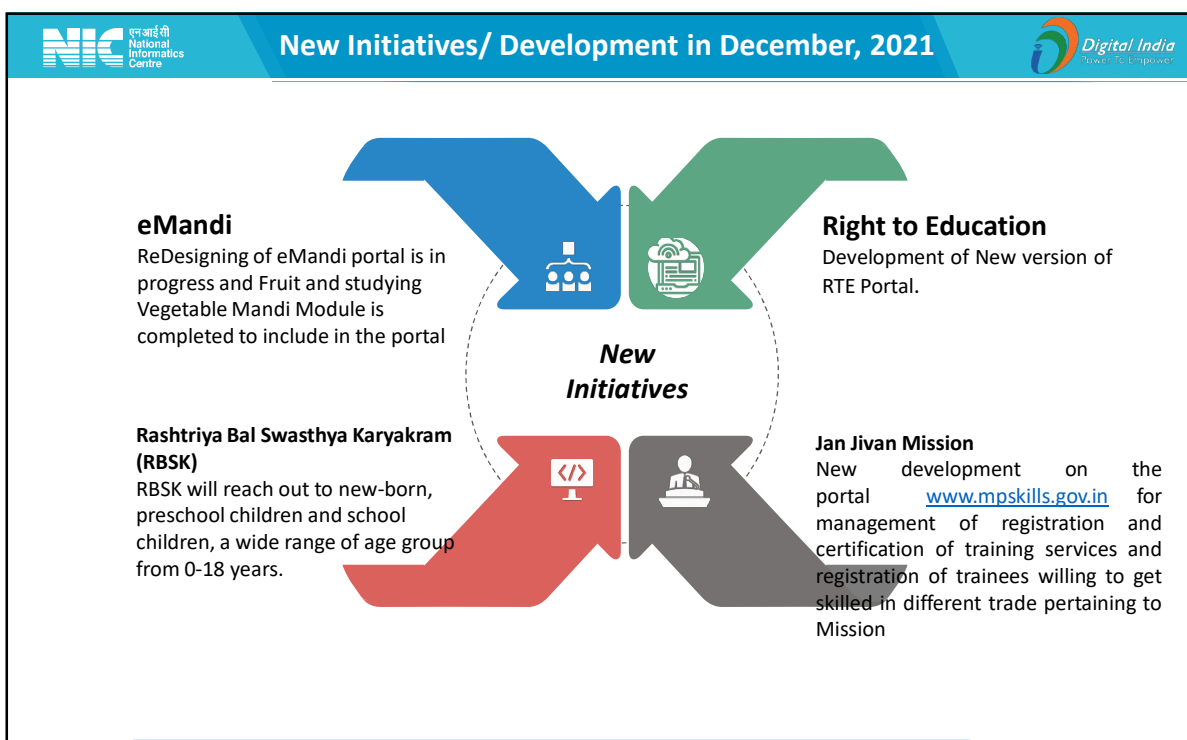 NIC
एन आई सी
National
Informatics
Centre
New Initiatives/ Development in December, 2021
Digital India
Power To Empower
eMandi
ReDesigning of eMandi portal is in
progress and Fruit and studying
Vegetable Mandi Module is
completed to include in the portal
Right to Education
Development of New version of
RTE Portal.
New
Initiatives
Rashtriya Bal Swasthya Karyakram
(RBSK)
RBSK will reach out to new-born,
preschool children and school
children, a wide range of age group
from 0-18 years.
</>
Jan Jivan Mission
New development on the
portal www.mpskills.gov.in for
management of registration and
certification of training services and
registration of trainees willing to get
skilled in different trade pertaining to
Mission